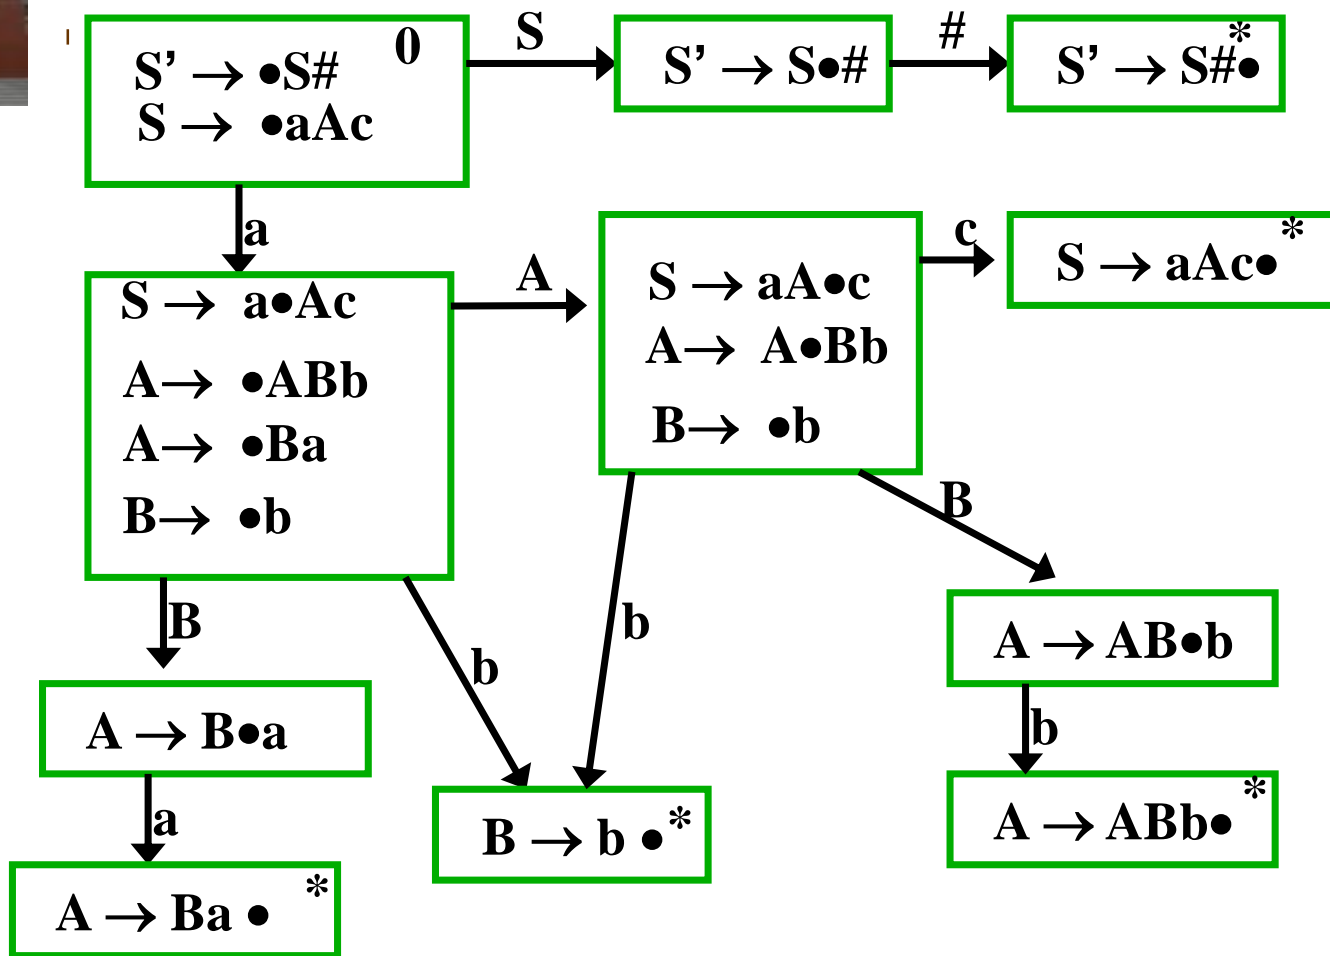 S’ → •S# 0
S → •aAc
S
S’ → S•#
#
S’ → S#• *
a
S → a•Ac
A→ •ABb
A→ •Ba
B→ •b
A
S → aA•c
A→ A•Bb
B→ •b
c
S → aAc• *
B
b
b
B
A → B•a
a
A → Ba • *
B → b • *
A → AB•b
b
A → ABb• *